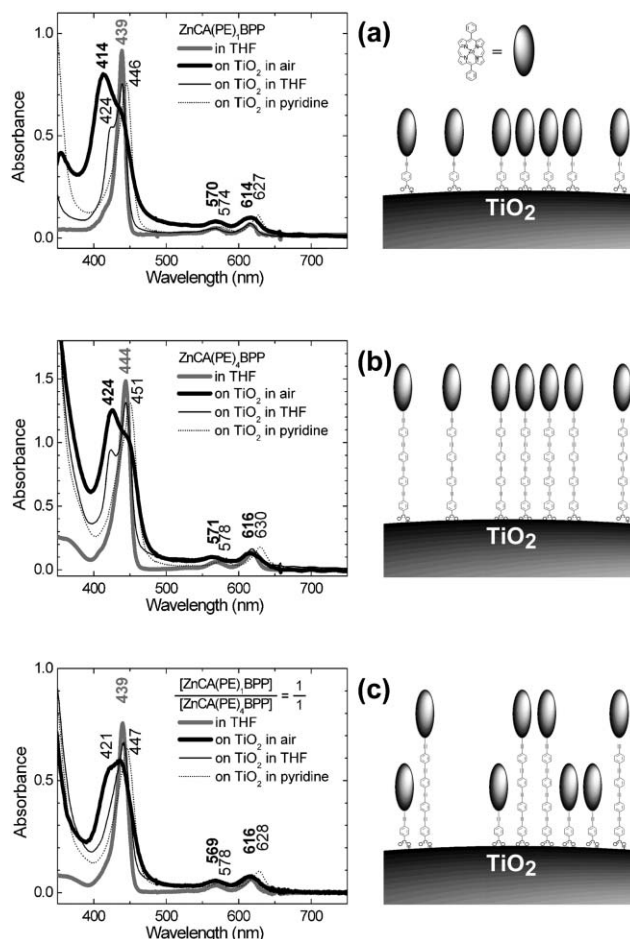 ZnCA(PE)₁BPP
in THF
on TiO₂ in air
on TiO₂ in THF
on TiO₂ in pyridine
439
414
446
424
570
574
614
627
1.0
0.5
0.0
400 500 600 700
Absorbance
Wavelength (nm)
(a)
=
TiO₂
ZnCA(PE)₄BPP
in THF
on TiO₂ in air
on TiO₂ in THF
on TiO₂ in pyridine
444
424
451
571
578
616
630
1.5
1.0
0.5
0.0
400 500 600 700
Absorbance
Wavelength (nm)
(b)
TiO₂
[ZnCA(PE)₁BPP] 1
[ZnCA(PE)₄BPP] = 1
in THF
on TiO₂ in air
on TiO₂ in THF
on TiO₂ in pyridine
439
421
447
569
578
616
628
1.0
0.5
0.0
400 500 600 700
Absorbance
Wavelength (nm)
(c)
TiO₂